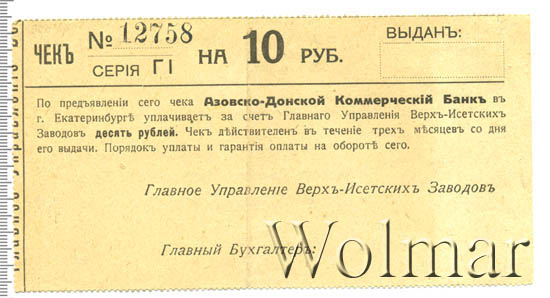 ЧЕКЪ
№ 12758
СЕРІЯ ГІ
НА 10 РУБ.
ВЫДАНЪ:
По предъявленіи сего чека Азовско-Донской Коммерческій Банкъ въ
г. Екатеринбургѣ уплачиваетъ за счетъ Главнаго Управленія Верхъ-Исетскихъ
Заводовъ десять рублей. Чекъ дѣйствителенъ въ теченіе трехъ мѣсяцевъ со дня
его выдачи. Порядокъ уплаты и гарантія оплаты на оборотѣ сего.
Главное Управленіе Верхъ-Исетскихъ Заводовъ
Главный Бухгалтеръ:
Wolmar